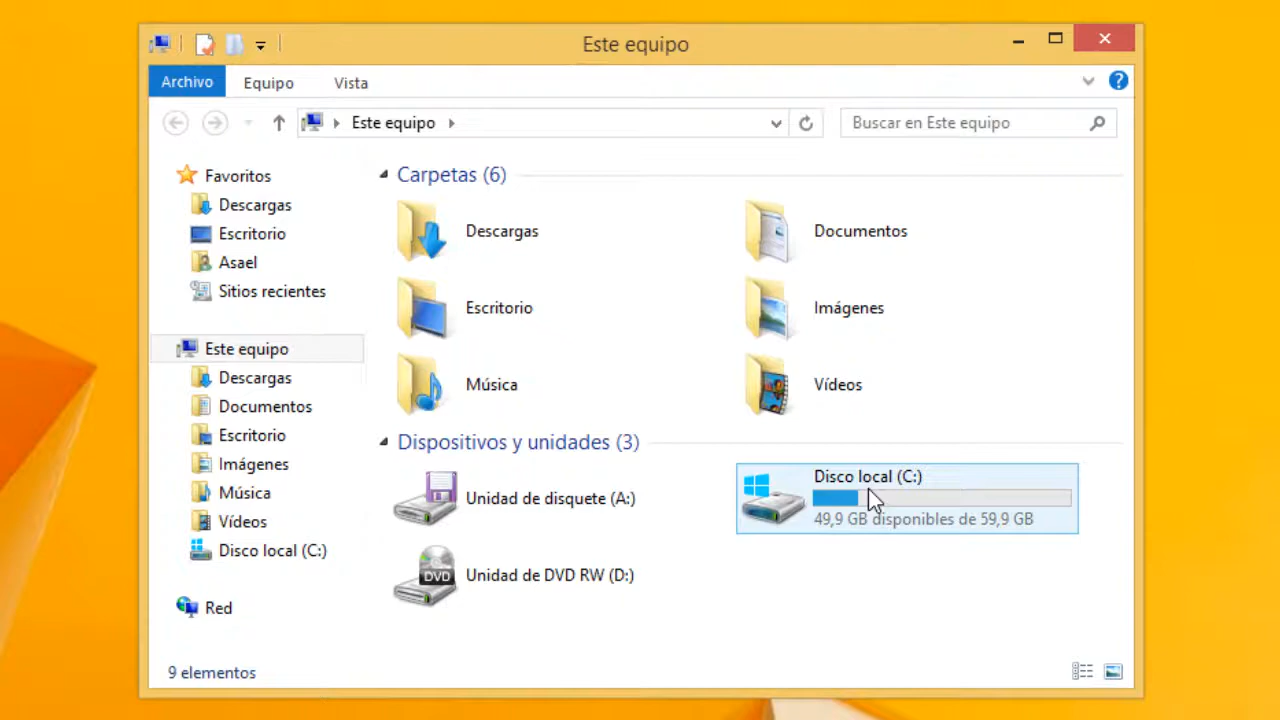 Este equipo
Archivo
Equipo
Vista
?
Este equipo
Buscar en Este equipo
Favoritos
Descargas
Escritorio
Asael
Sitios recientes
Este equipo
Descargas
Documentos
Escritorio
Imágenes
Música
Vídeos
Disco local (C:)
Red
Carpetas (6)
Descargas
Documentos
Escritorio
Imágenes
Música
Vídeos
Dispositivos y unidades (3)
Unidad de disquete (A:)
Disco local (C:)
49,9 GB disponibles de 59,9 GB
DVD
Unidad de DVD RW (D:)
9 elementos